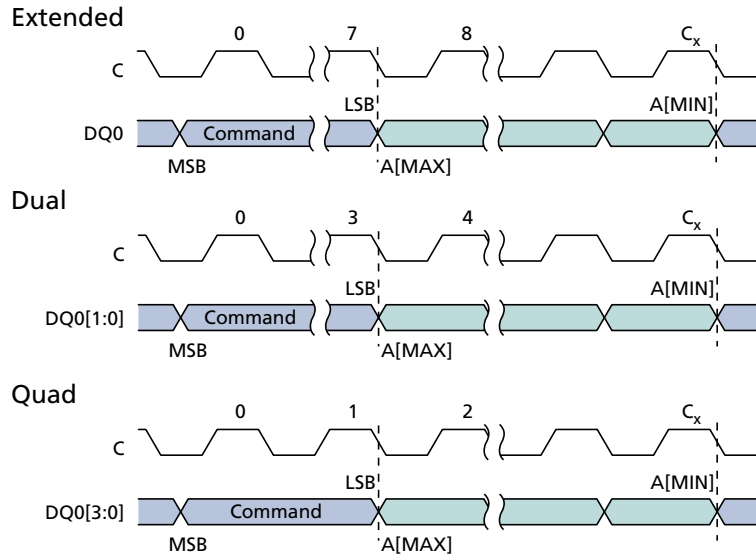 Extended
0 7 8 Cx
C
LSB A[MIN]
DQ0 Command
MSB A[MAX]
Dual
0 3 4 Cx
C
LSB A[MIN]
DQ0[1:0] Command
MSB A[MAX]
Quad
0 1 2 Cx
C
LSB A[MIN]
DQ0[3:0] Command
MSB A[MAX]